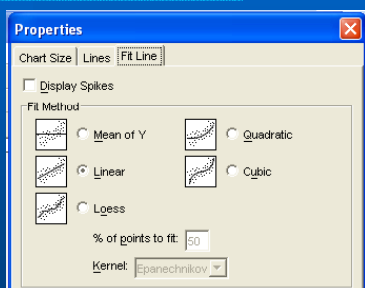 Properties
Chart Size Lines Fit Line
Display Spikes
Fit Method
Mean of Y Quadratic
Linear Cubic
Loess
% of points to fit: 50
Kernel: Epanechnikov